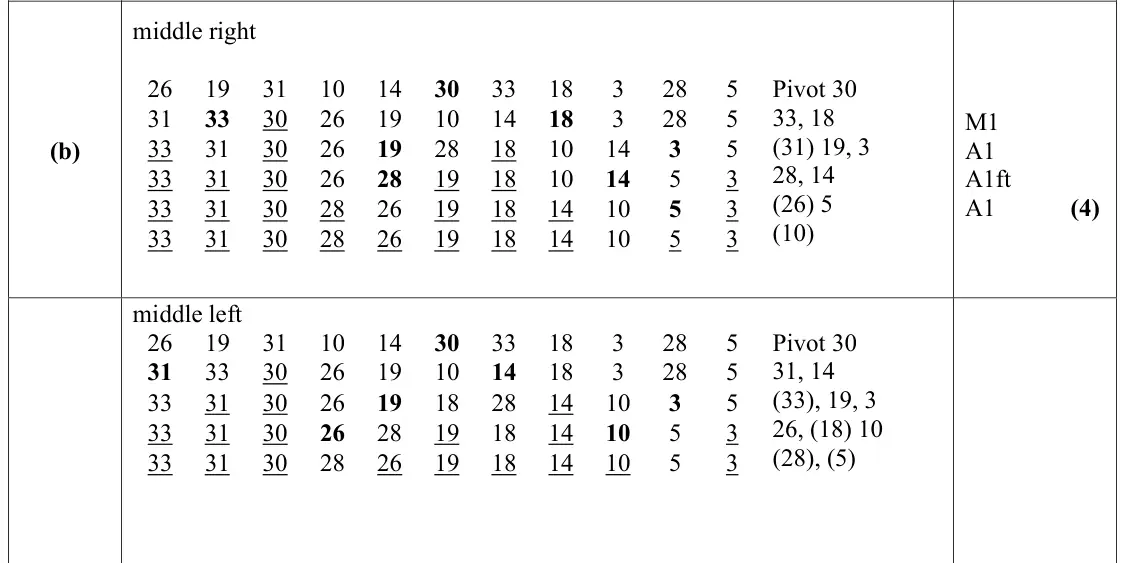 middle right
26 19 31 10 14 30 33 18 3 28 5 Pivot 30
31 33 30 26 19 10 14 18 3 28 5 33, 18
(b) 33 31 30 26 19 28 18 10 14 3 5 (31) 19, 3
33 31 30 26 28 19 18 10 14 5 3 28, 14
33 31 30 28 26 19 18 14 10 5 3 (26) 5
33 31 30 28 26 19 18 14 10 5 3 (10)
M1
A1
A1ft
A1 (4)
middle left
26 19 31 10 14 30 33 18 3 28 5 Pivot 30
31 33 30 26 19 10 14 18 3 28 5 31, 14
33 31 30 26 19 18 28 14 10 3 5 (33), 19, 3
33 31 30 26 28 19 18 14 10 5 3 26, (18) 10
33 31 30 28 26 19 18 14 10 5 3 (28), (5)